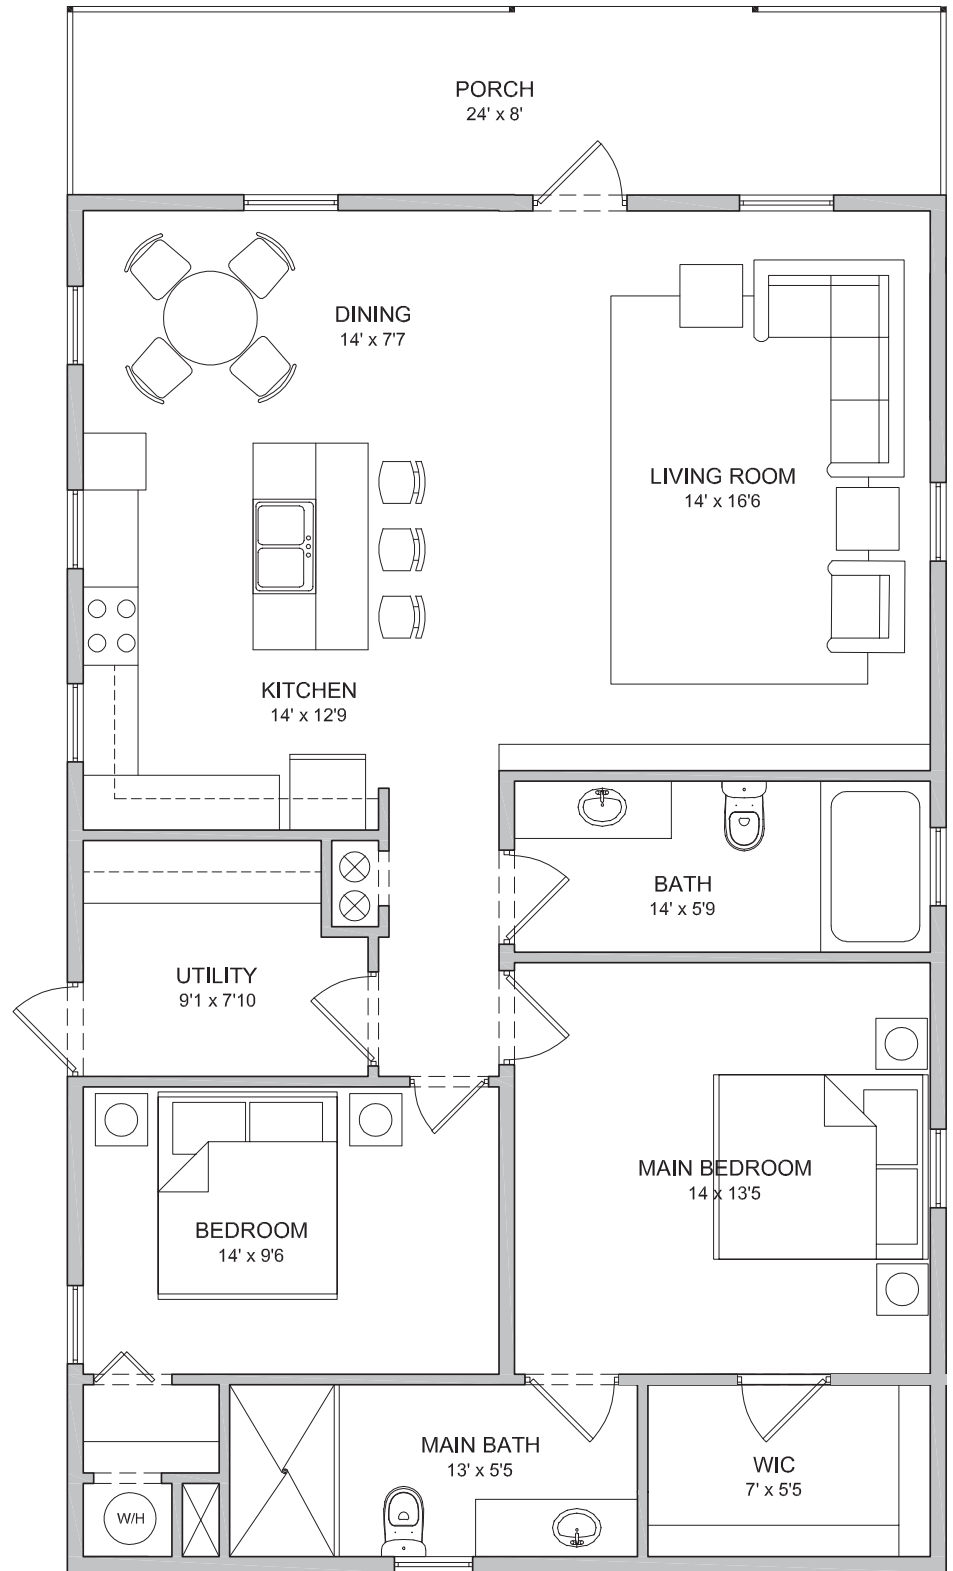 PORCH
24' x 8'
DINING
14' x 7'7
LIVING ROOM
14' x 16'6
KITCHEN
14' x 12'9
BATH
14' x 5'9
UTILITY
9'1 x 7'10
MAIN BEDROOM
14 x 13'5
BEDROOM
14' x 9'6
MAIN BATH
13' x 5'5
WIC
7' x 5'5
W/H